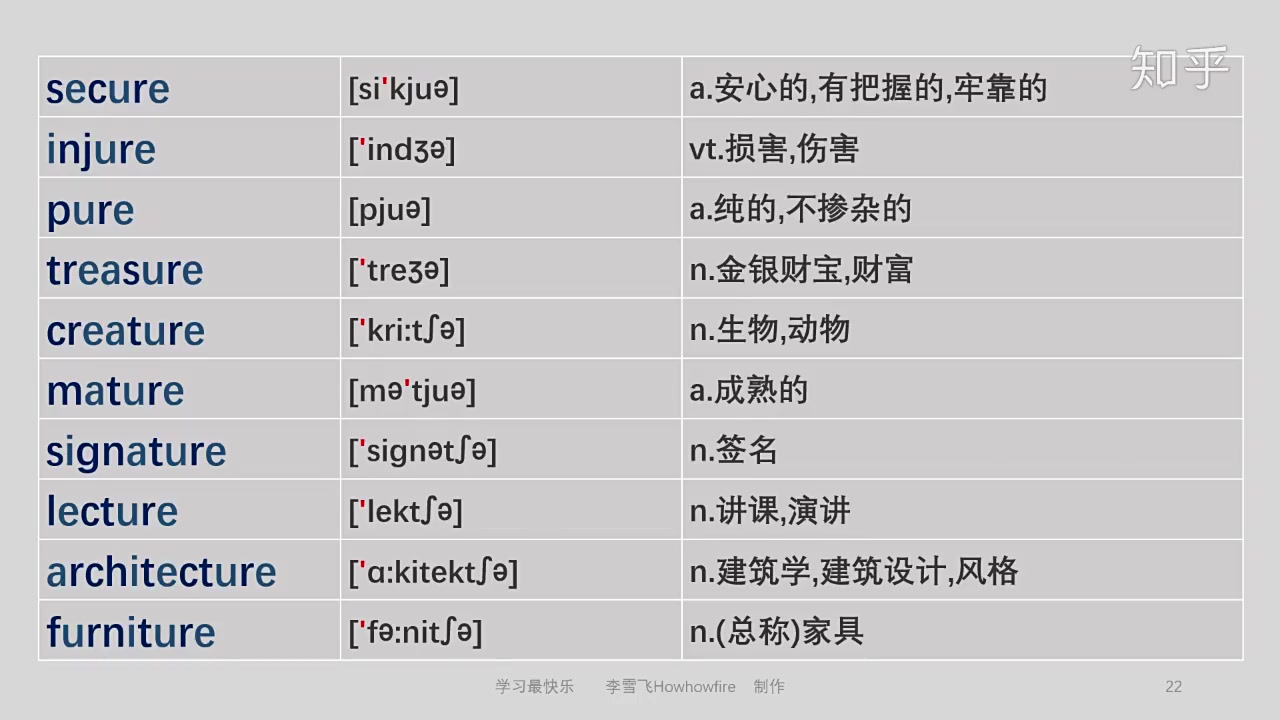 知乎
secure [si'kjuə] a.安心的,有把握的,牢靠的
injure ['indʒə] vt.损害,伤害
pure [pjuə] a.纯的,不掺杂的
treasure ['treʒə] n.金银财宝,财富
creature ['kri:tʃə] n.生物,动物
mature [mə'tjuə] a.成熟的
signature ['signətʃə] n.签名
lecture ['lektʃə] n.讲课,演讲
architecture ['ɑ:kitektʃə] n.建筑学,建筑设计,风格
furniture ['fə:nitʃə] n.(总称)家具
学习最快乐 李雪飞Howhowfire 制作 22